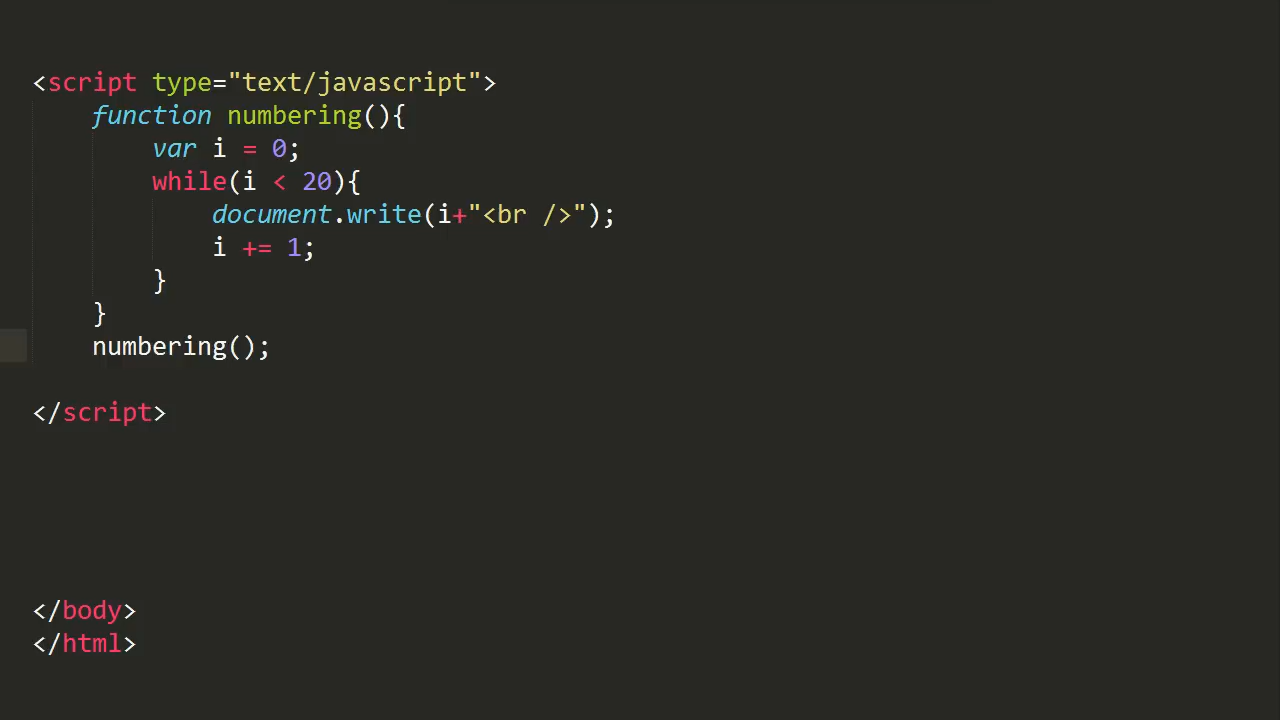 <script type="text/javascript">
    function numbering(){
        var i = 0;
        while(i < 20){
            document.write(i+"<br />");
            i += 1;
        }
    }
    numbering();
</script>
</body>
</html>